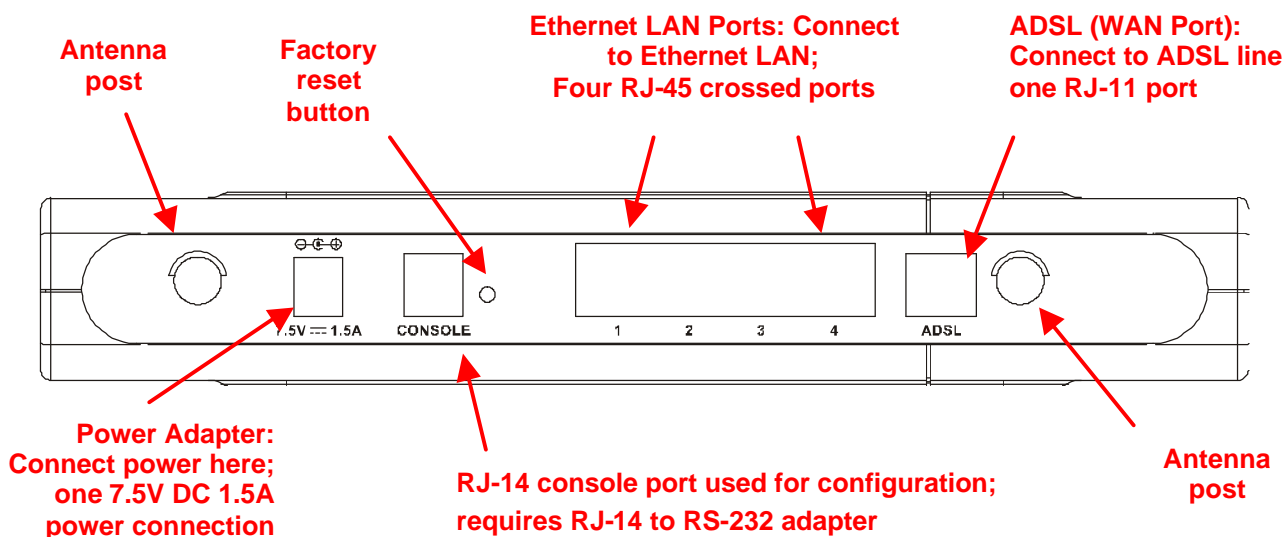 Antenna
post
Factory
reset
button
Ethernet LAN Ports: Connect
to Ethernet LAN;
Four RJ-45 crossed ports
ADSL (WAN Port):
Connect to ADSL line
one RJ-11 port
7.5V 1.5A
CONSOLE
1 2 3 4
ADSL
Power Adapter:
Connect power here;
one 7.5V DC 1.5A
power connection
RJ-14 console port used for configuration;
requires RJ-14 to RS-232 adapter
Antenna
post